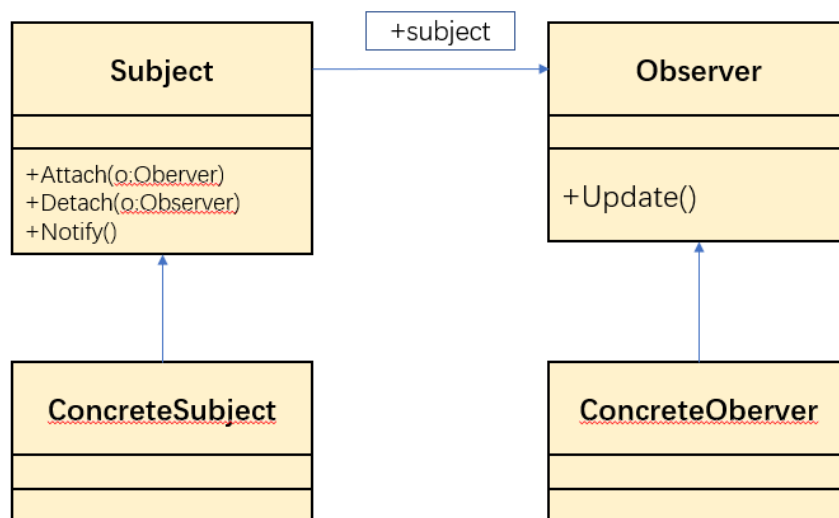 +subject
Subject
Observer
+Attach(o:Oberver)
+Detach(o:Observer)
+Notify()
+Update()
ConcreteSubject
ConcreteOberver